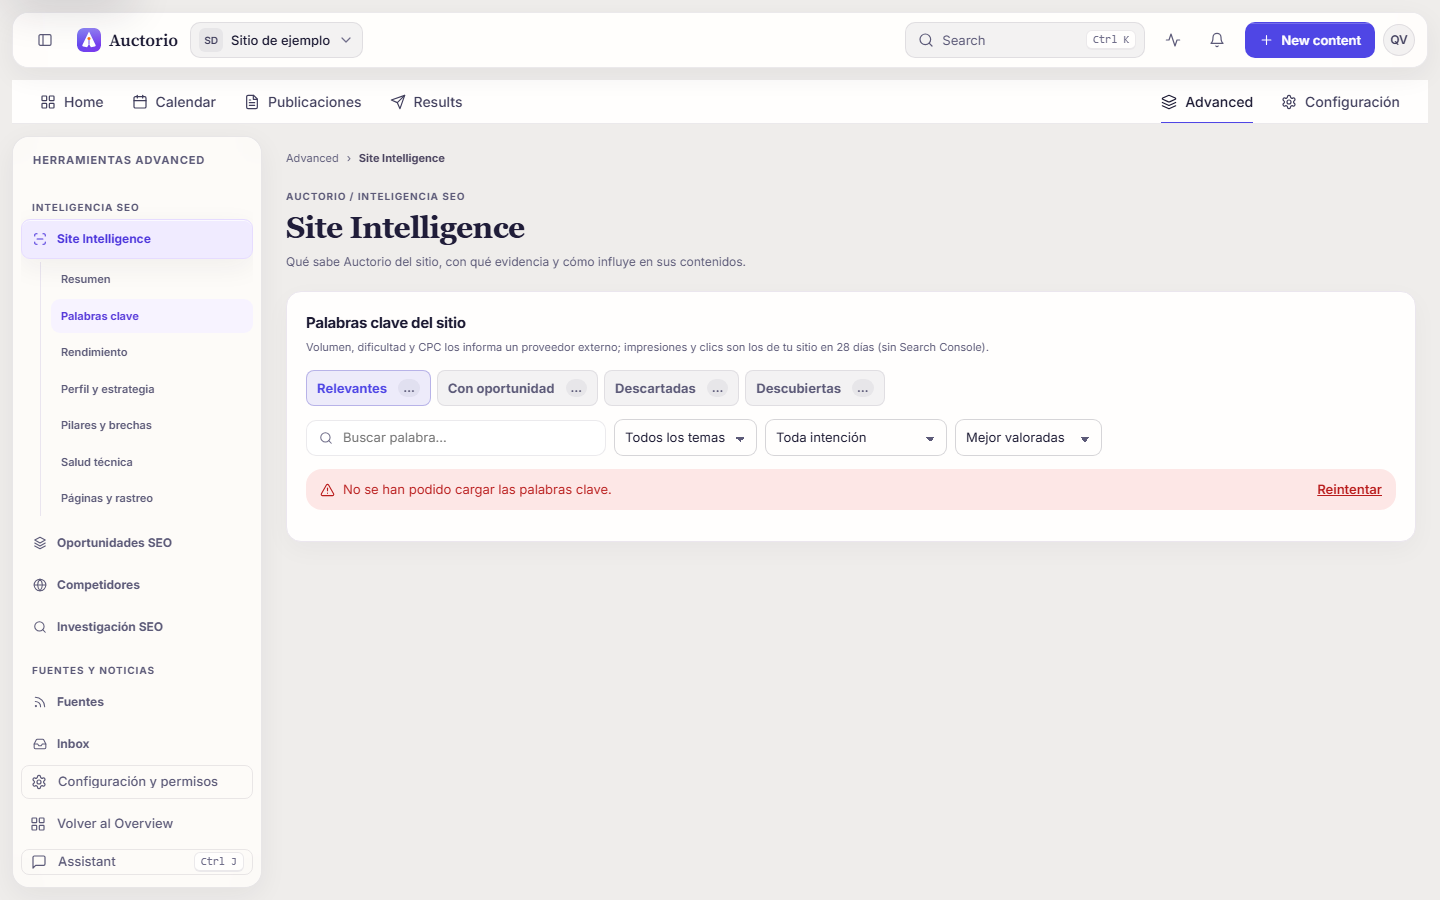 Auctorio
SD Sitio de ejemplo
Search Ctrl K
New content
QV
Home Calendar Publicaciones Results Advanced Configuración
HERRAMIENTAS ADVANCED
INTELIGENCIA SEO
Site Intelligence
Resumen
Palabras clave
Rendimiento
Perfil y estrategia
Pilares y brechas
Salud técnica
Páginas y rastreo
Oportunidades SEO
Competidores
Investigación SEO
FUENTES Y NOTICIAS
Fuentes
Inbox
Configuración y permisos
Volver al Overview
Assistant Ctrl J
Advanced › Site Intelligence
AUCTORIO / INTELIGENCIA SEO
Site Intelligence
Qué sabe Auctorio del sitio, con qué evidencia y cómo influye en sus contenidos.
Palabras clave del sitio
Volumen, dificultad y CPC los informa un proveedor externo; impresiones y clics son los de tu sitio en 28 días (sin Search Console).
Relevantes ... Con oportunidad ... Descartadas ... Descubiertas ...
Buscar palabra... Todos los temas Toda intención Mejor valoradas
No se han podido cargar las palabras clave. Reintentar